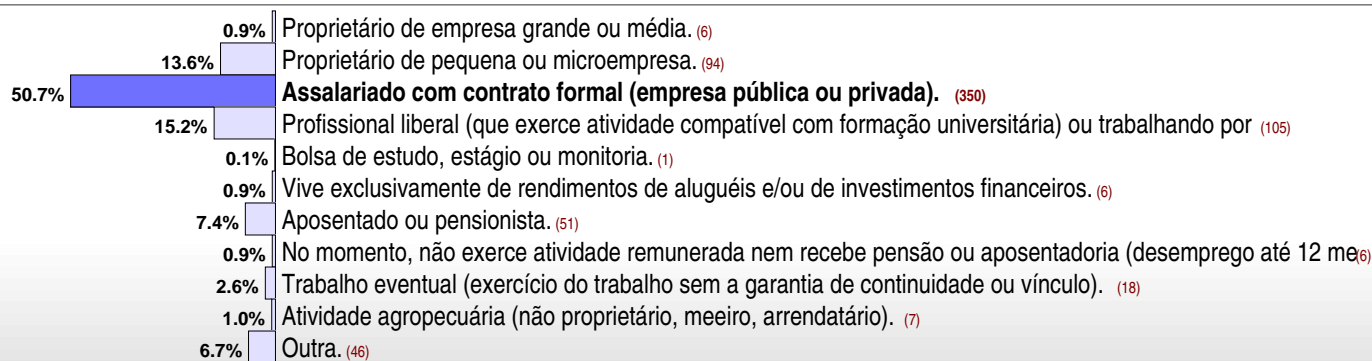 0.9% Proprietário de empresa grande ou média. (6)
13.6% Proprietário de pequena ou microempresa. (94)
50.7% Assalariado com contrato formal (empresa pública ou privada). (350)
15.2% Profissional liberal (que exerce atividade compatível com formação universitária) ou trabalhando por (105)
0.1% Bolsa de estudo, estágio ou monitoria. (1)
0.9% Vive exclusivamente de rendimentos de aluguéis e/ou de investimentos financeiros. (6)
7.4% Aposentado ou pensionista. (51)
0.9% No momento, não exerce atividade remunerada nem recebe pensão ou aposentadoria (desemprego até 12 me(6)
2.6% Trabalho eventual (exercício do trabalho sem a garantia de continuidade ou vínculo). (18)
1.0% Atividade agropecuária (não proprietário, meeiro, arrendatário). (7)
6.7% Outra. (46)